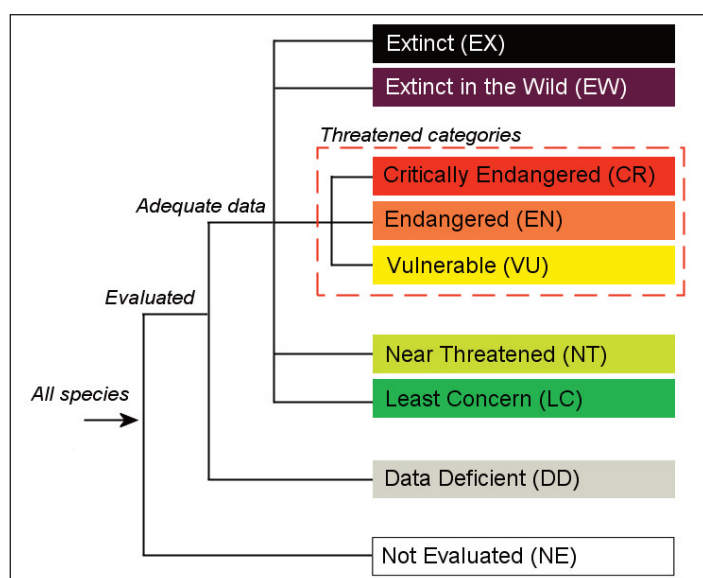 Extinct (EX)
Extinct in the Wild (EW)
Threatened categories
Critically Endangered (CR)
Adequate data
Endangered (EN)
Vulnerable (VU)
Evaluated
Near Threatened (NT)
All species
Least Concern (LC)
Data Deficient (DD)
Not Evaluated (NE)